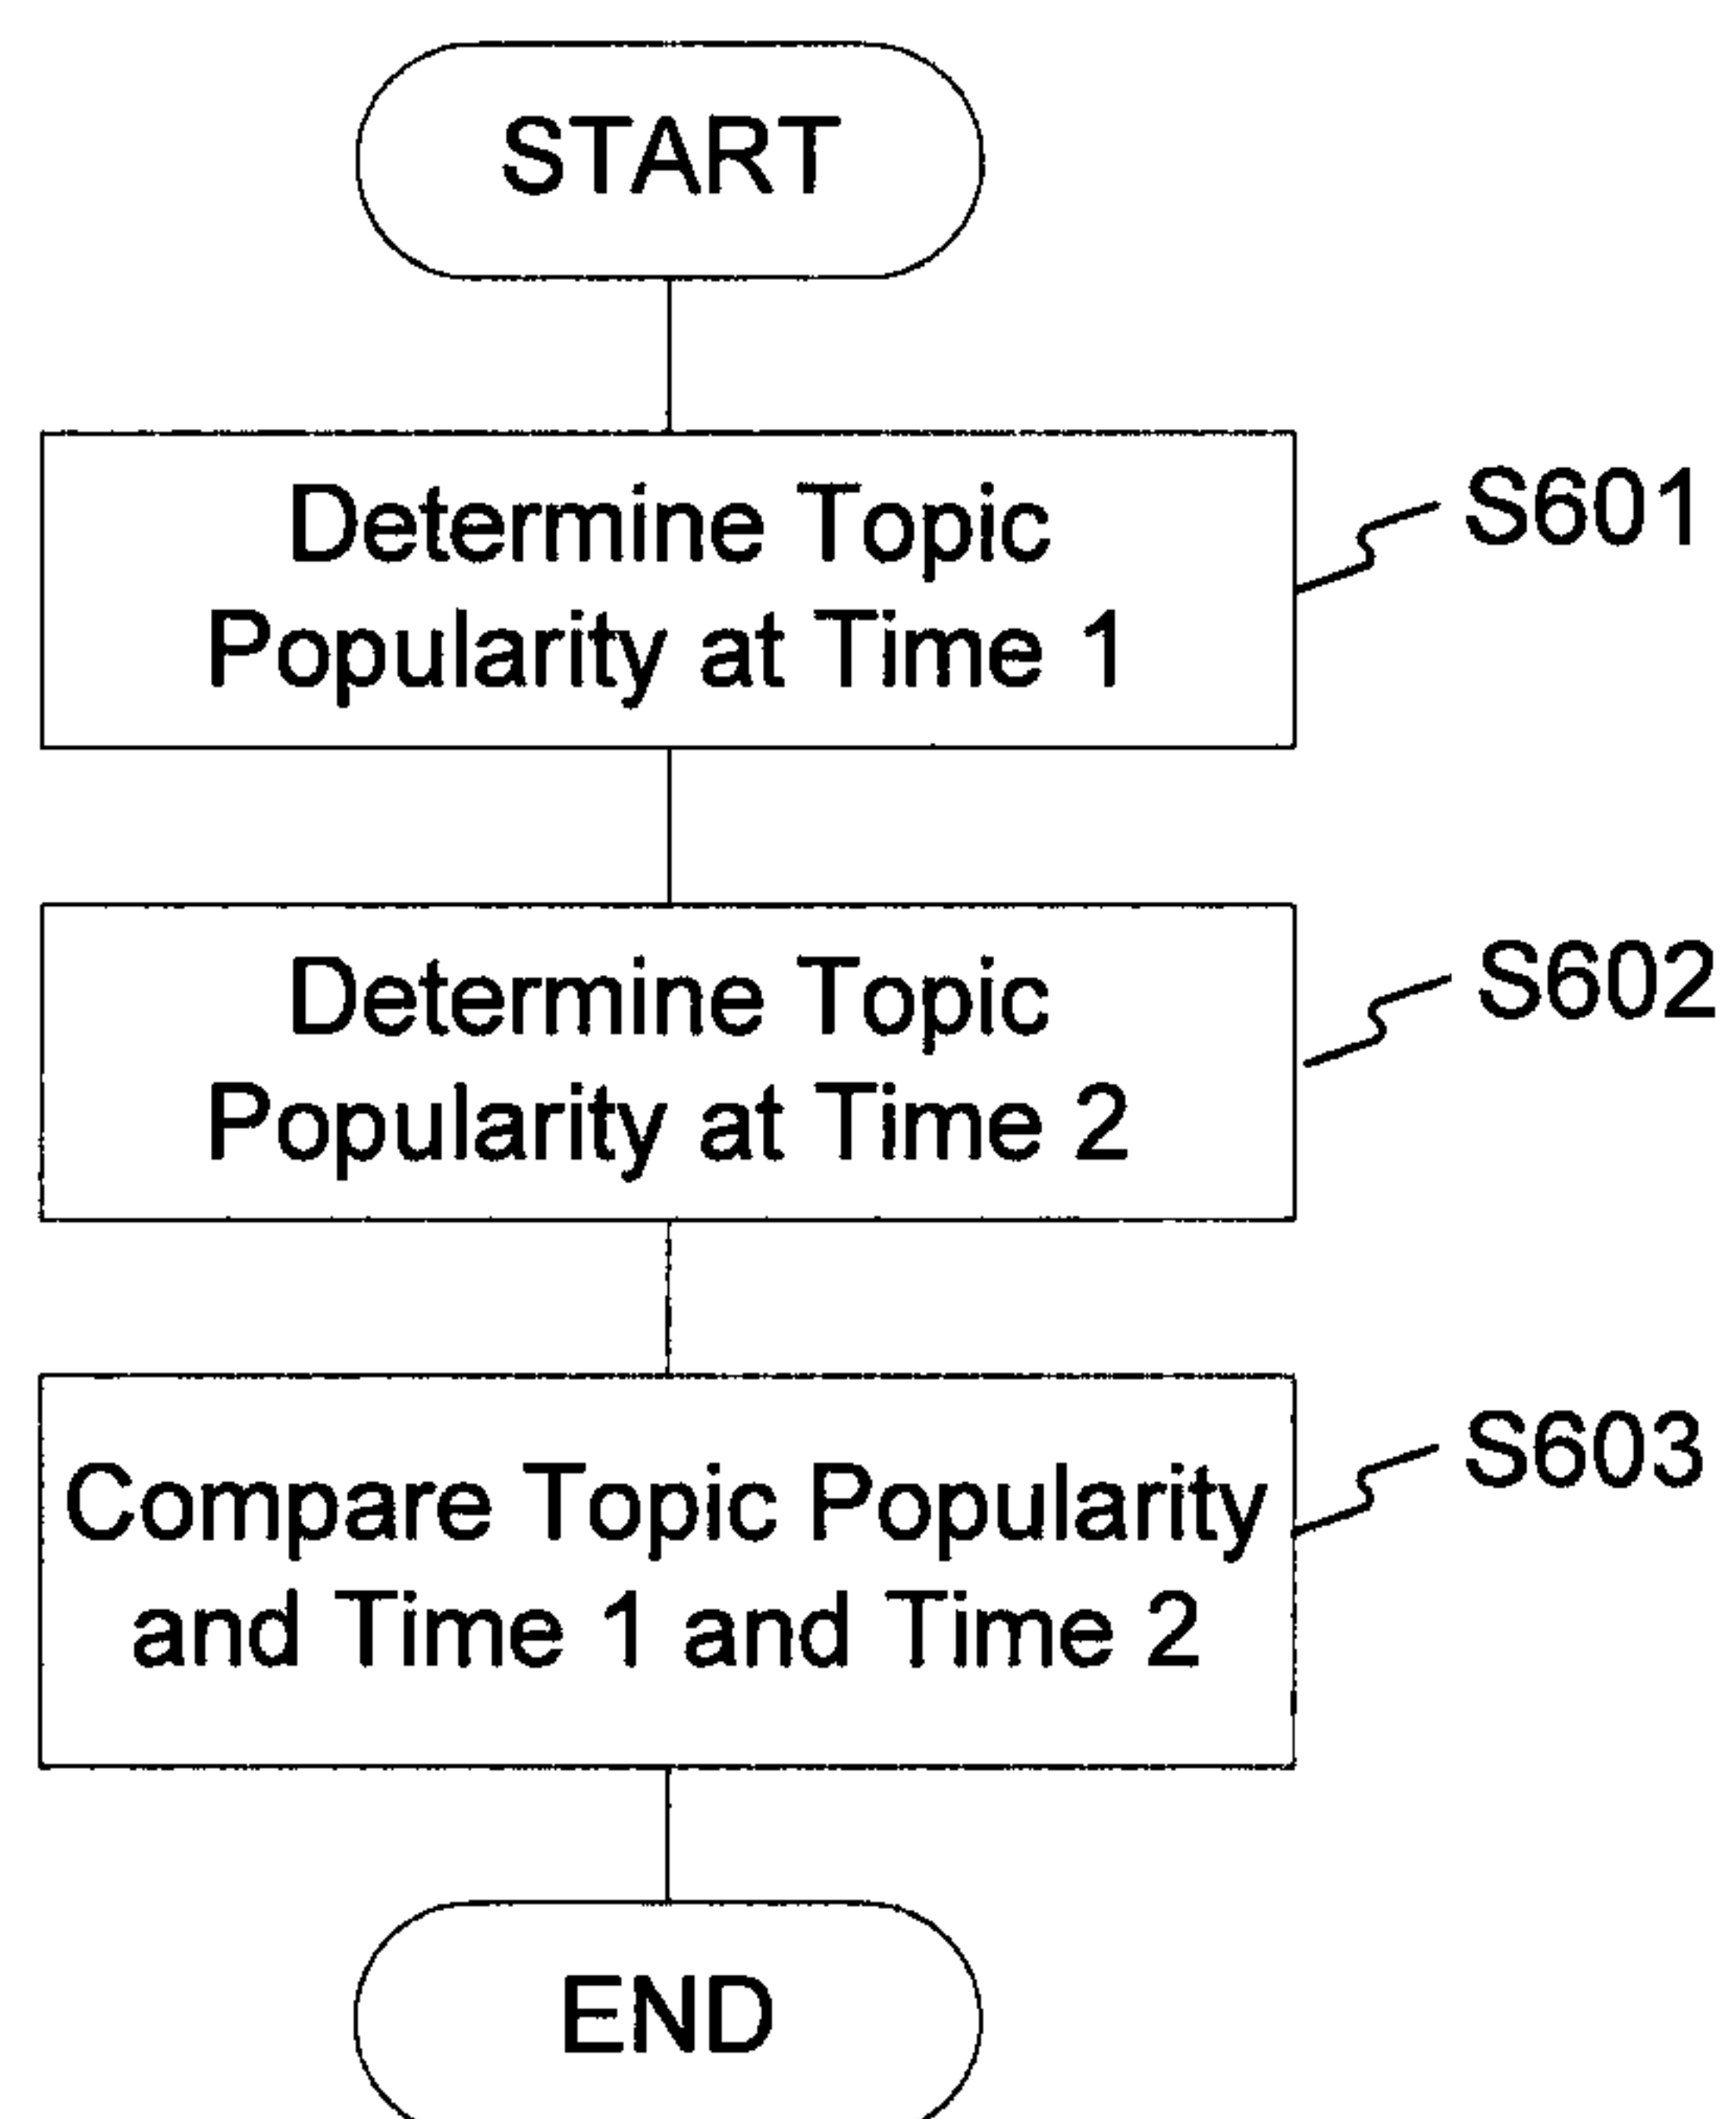 START
Determine Topic
Popularity at Time 1
S601
Determine Topic
Popularity at Time 2
S602
Compare Topic Popularity
and Time 1 and Time 2
S603
END